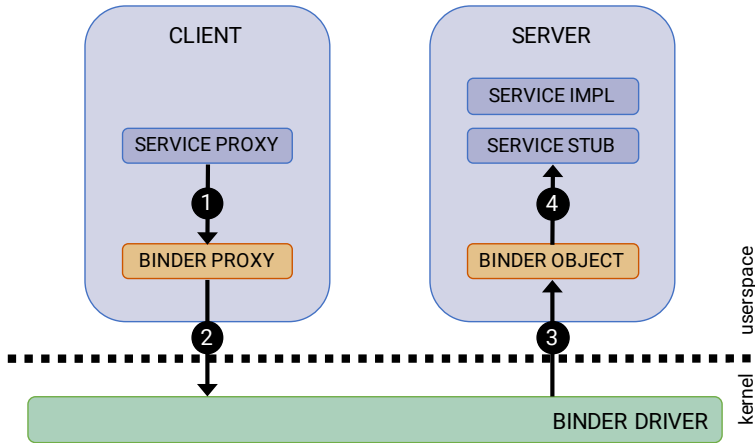 CLIENT
SERVER
SERVICE IMPL
SERVICE PROXY
SERVICE STUB
1
4
BINDER PROXY
BINDER OBJECT
userspace
2
3
kernel
BINDER DRIVER